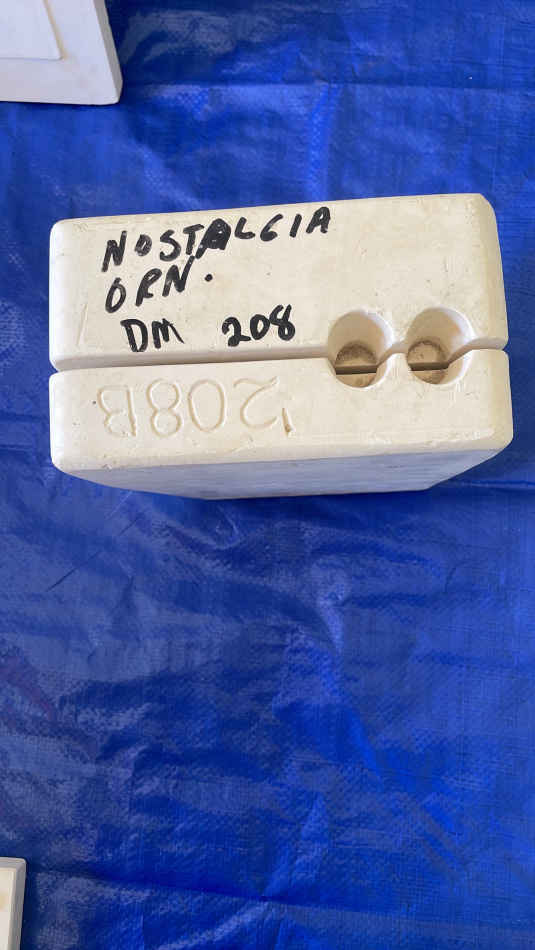 NOSTALGIA
ORN.
DM 208
208B